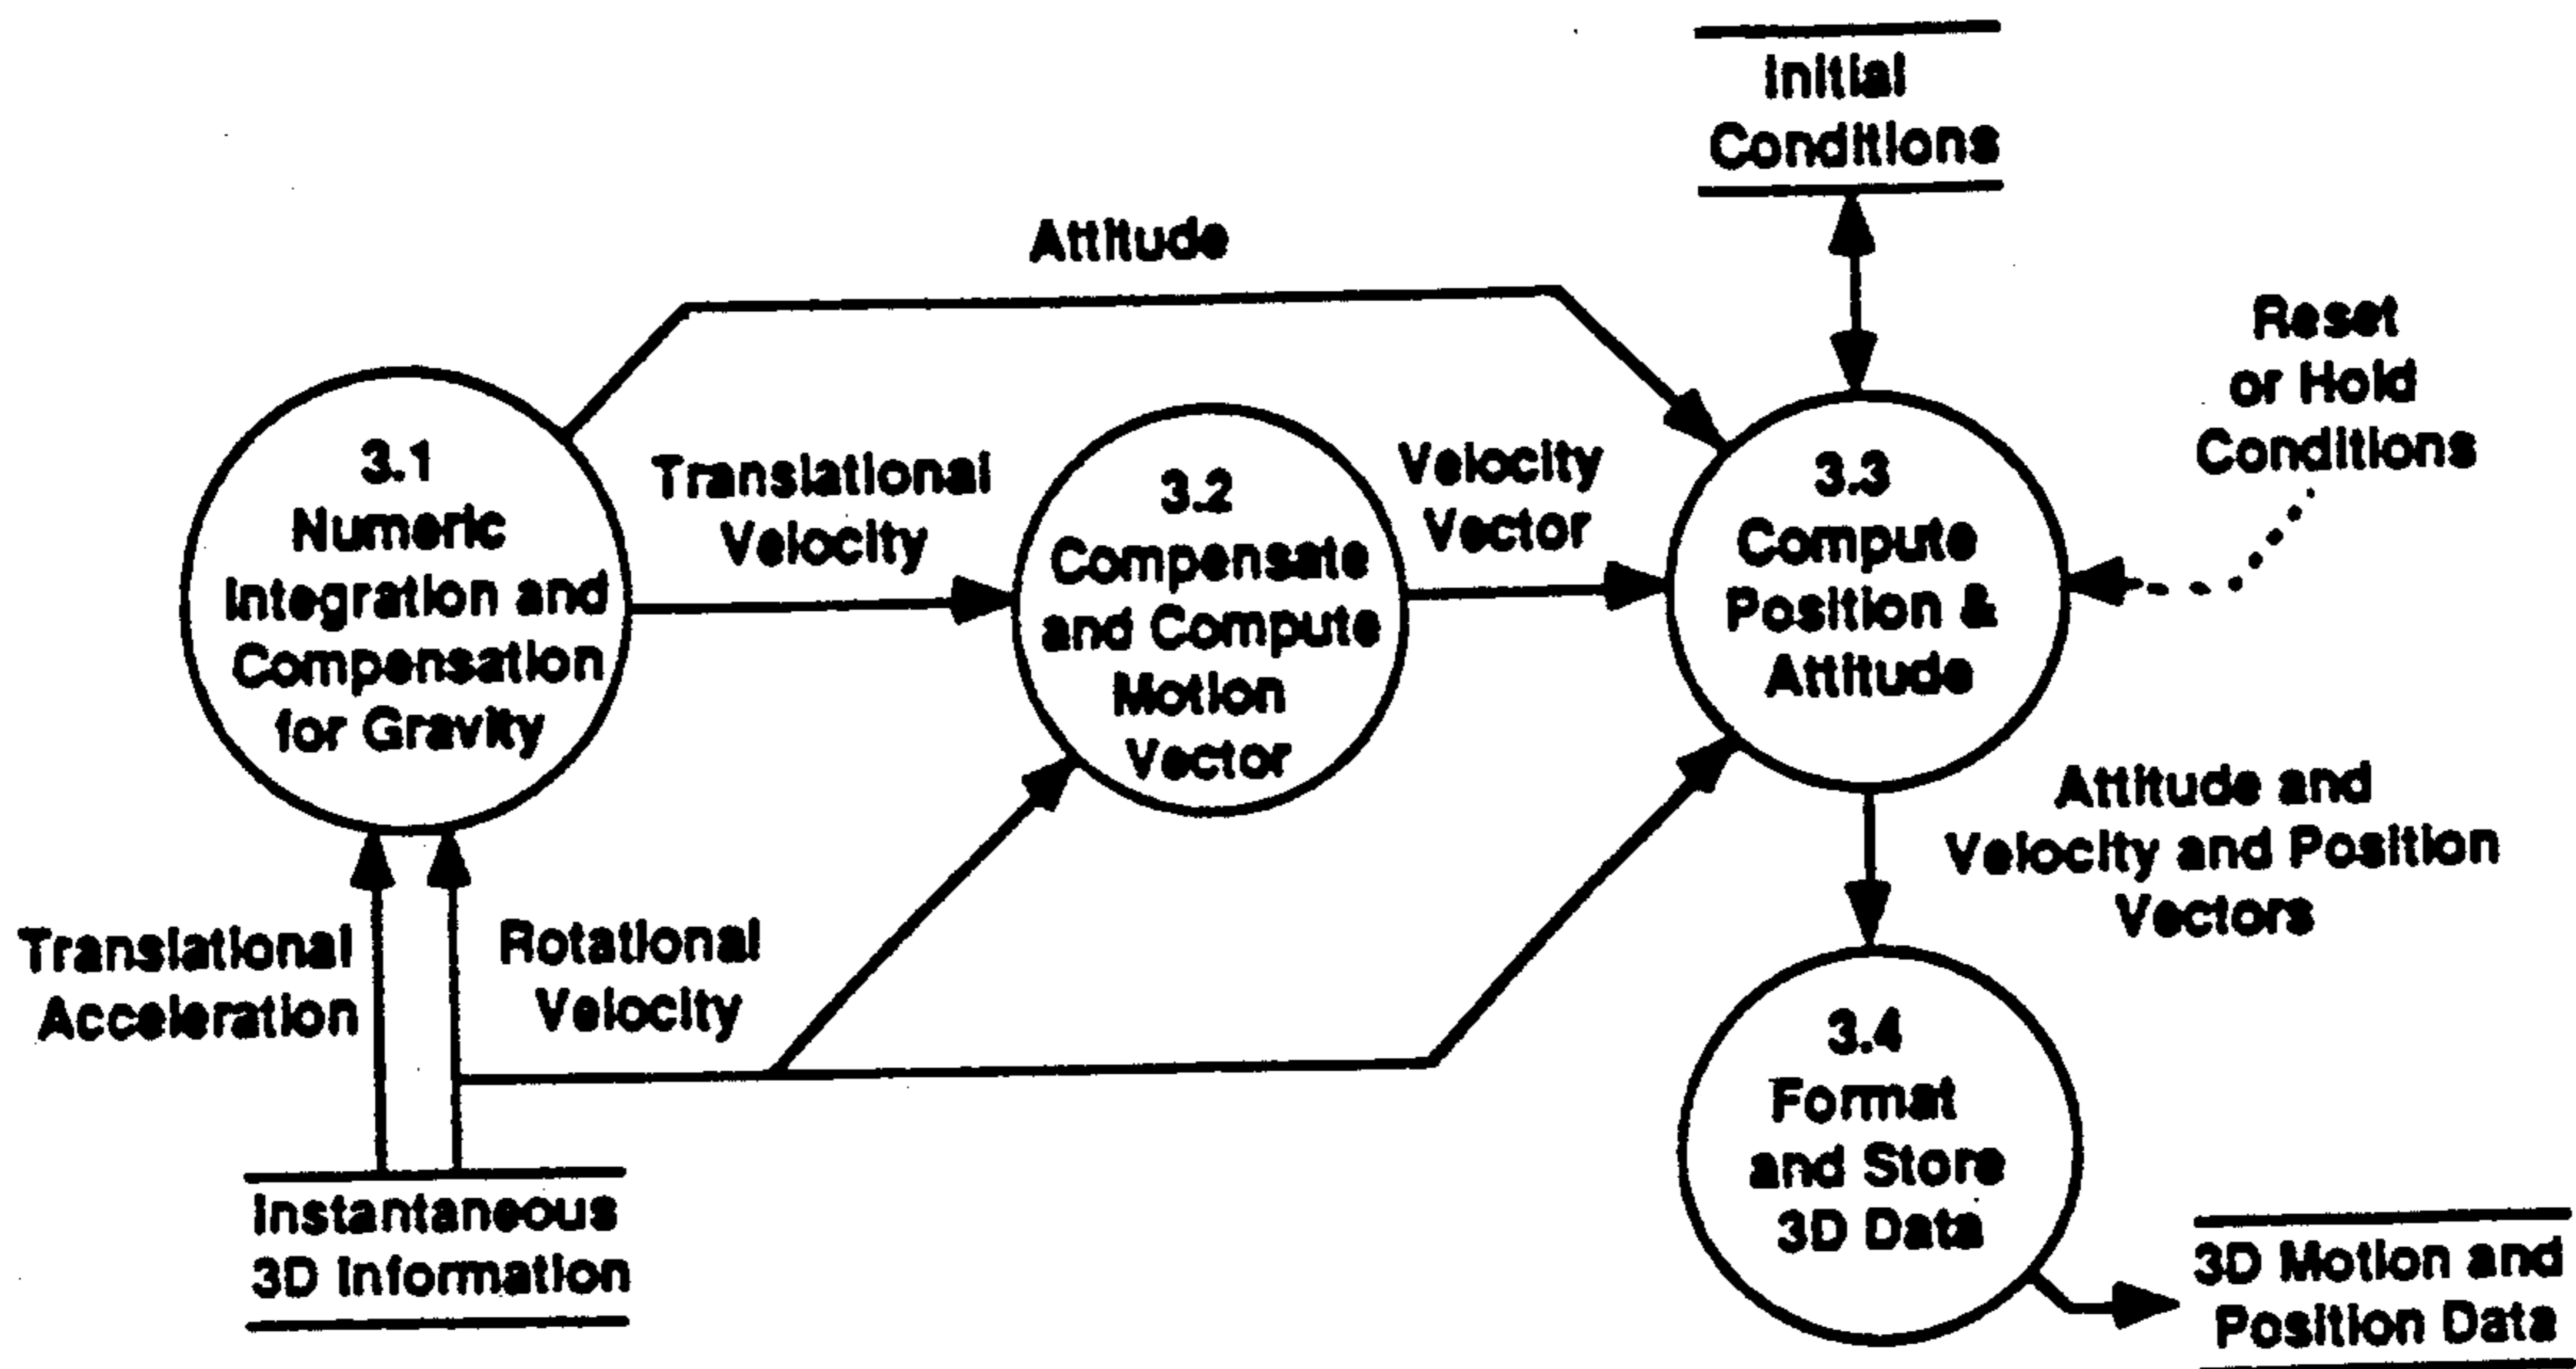 Initial
Conditions
Attitude
Reset
or Hold
Conditions
3.1
Numeric
Integration and
Compensation
for Gravity
Translational
Velocity
3.2
Compensate
and Compute
Motion
Vector
Velocity
Vector
3.3
Compute
Position &
Attitude
Translational
Acceleration
Rotational
Velocity
Attitude and
Velocity and Position
Vectors
Instantaneous
3D Information
3.4
Format
and Store
3D Data
3D Motion and
Position Data